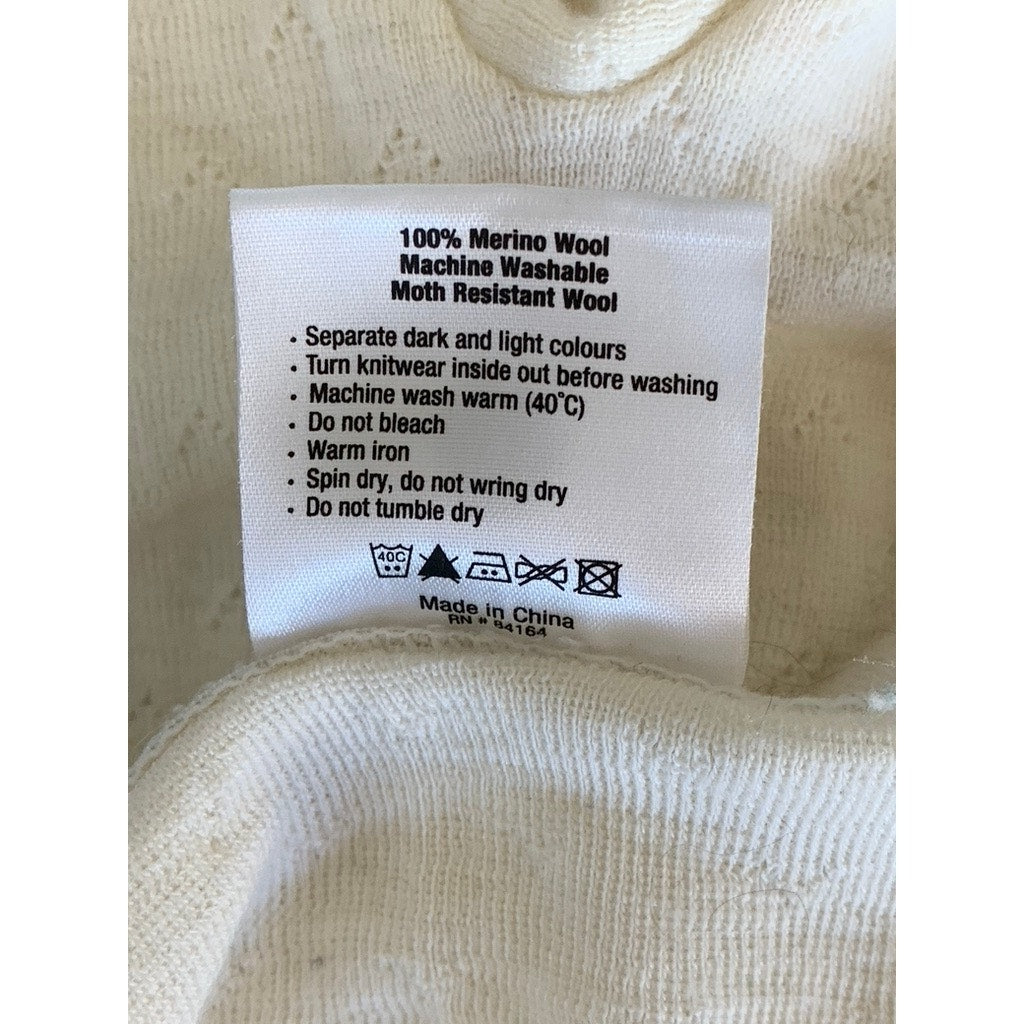 100% Merino Wool
Machine Washable
Moth Resistant Wool
• Separate dark and light colours
• Turn knitwear inside out before washing
• Machine wash warm (40°C)
• Do not bleach
• Warm iron
• Spin dry, do not wring dry
• Do not tumble dry
40C
Made in China
RN # 84164